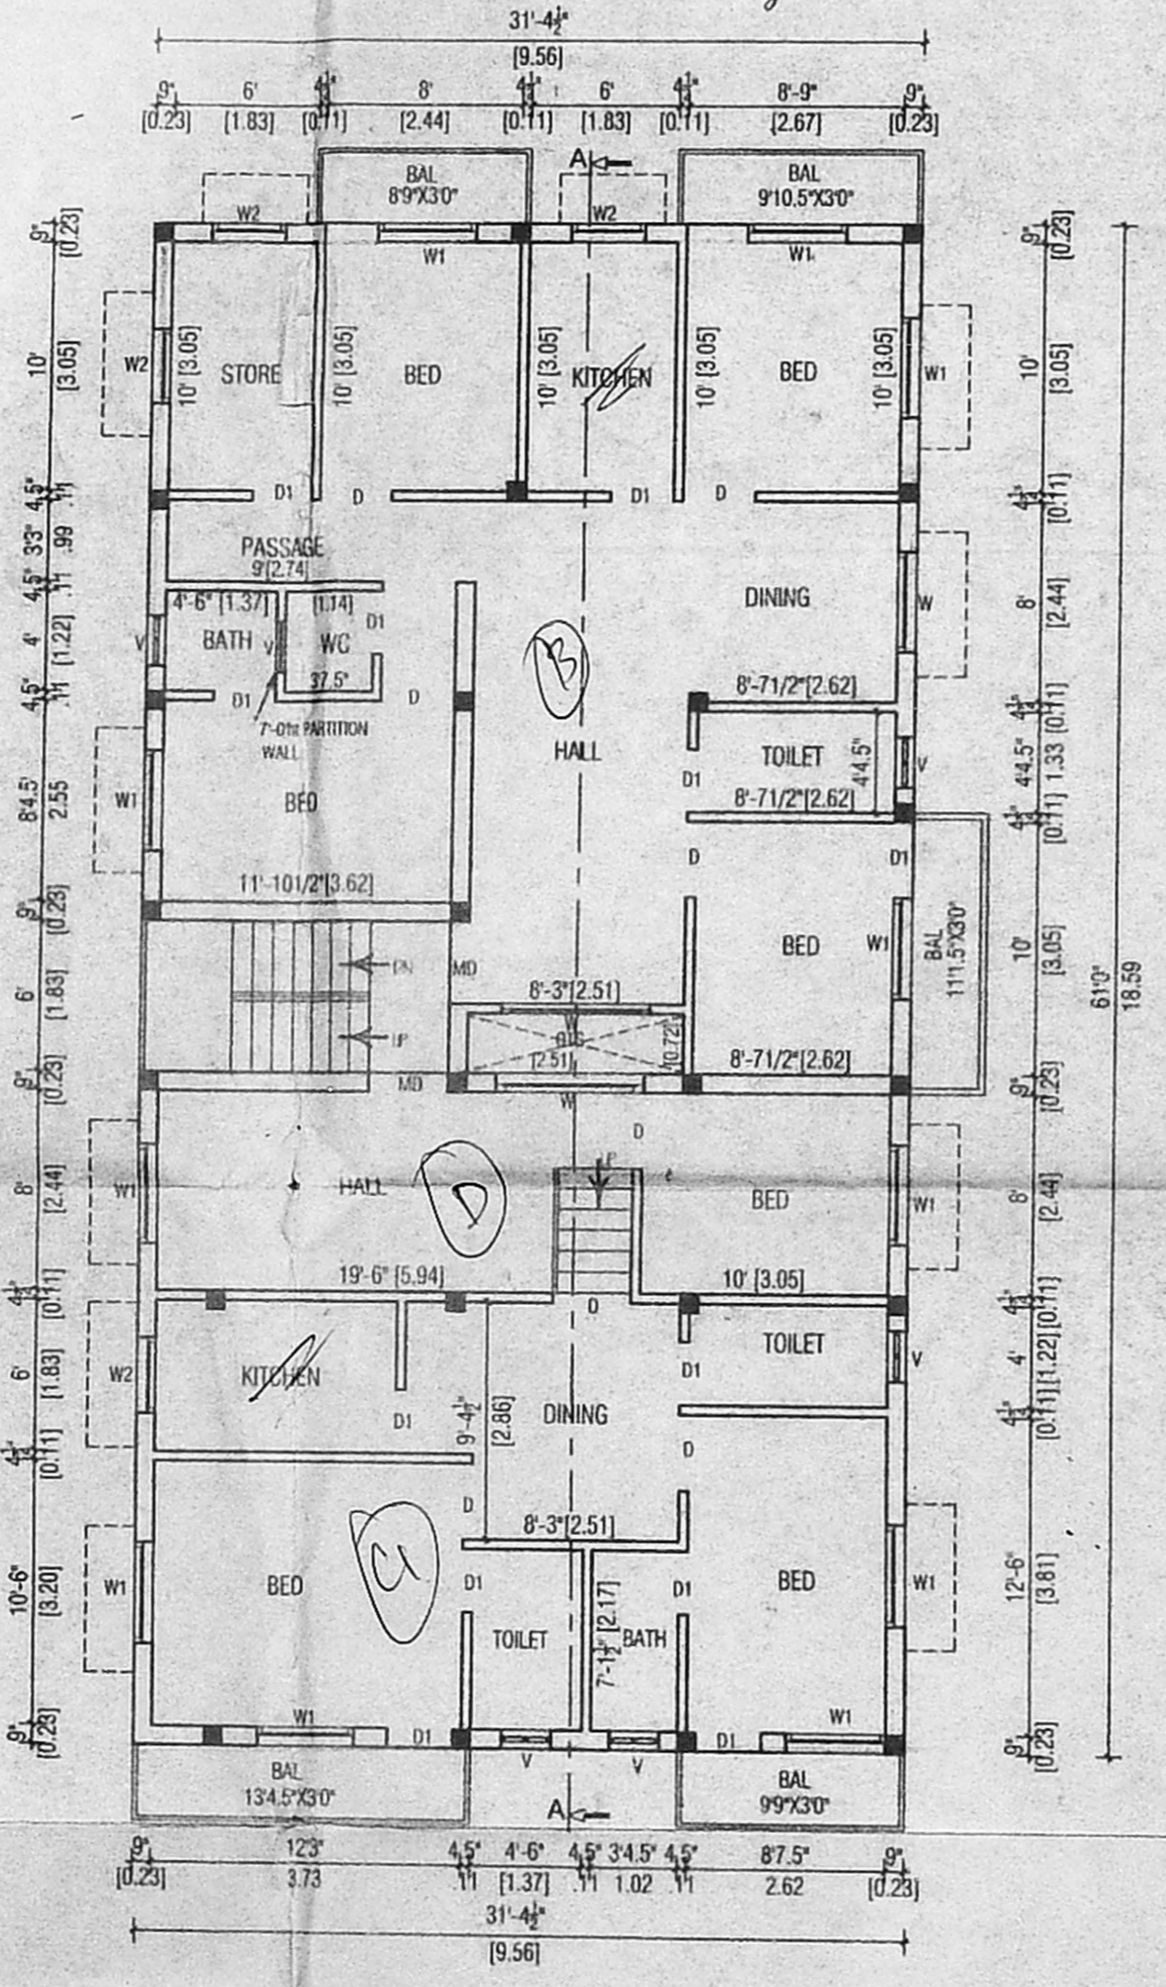 31'-4½"
[9.56]
9" 6' 4½" 8' 4½" 6' 4½" 8'-9" 9"
[0.23] [1.83] [0.11] [2.44] [0.11] [1.83] [0.11] [2.67] [0.23]
A
BAL
8'9"X3'0"
BAL
9'10.5"X3'0"
W2 W1 W2 W1
9" [0.23]
9" [0.23]
10' [3.05]
W2
10' [3.05]
STORE
10' [3.05]
BED
10' [3.05]
KITCHEN
10' [3.05]
BED
10' [3.05]
W1
10' [3.05]
D1 D D1 D
4.5" .11
4½" [0.11]
3'3" .99
PASSAGE
9'[2.74]
4.5" .11
4'-6" [1.37] [1.14]
D1
4' [1.22]
V BATH V WC
37.5"
D1 D
4.5" .11
7'-0"ht PARTITION
WALL
B
DINING
W
8' [2.44]
8'-71/2"[2.62]
4½" [0.11]
HALL
D1
TOILET
4'4.5"
V
4'4.5" 1.33
8'-71/2"[2.62]
4½" [0.11]
8'4.5' 2.55
W1
BED
11'-101/2"[3.62]
D D1
9" [0.23]
BED
W1
BAL
11'1.5"X3'0"
10' [3.05]
61'0"
18.59
6' [1.83]
DN
MD
UP
8'-3"[2.51]
OTS
[2.51]
[0.72]
8'-71/2"[2.62]
9" [0.23]
MD
W
9" [0.23]
D
8' [2.44]
W1
HALL
D
UP
BED
W1
8' [2.44]
19'-6" [5.94]
10' [3.05]
D
4½" [0.11]
4½" [0.11]
6' [1.83]
W2
KITCHEN
D1
9'-4½"
[2.86]
DINING
D1
TOILET
V
4' [1.22]
4½" [0.11]
4½" [0.11]
D
D
8'-3"[2.51]
10'-6" [3.20]
W1
BED
D1
TOILET
7'-1½" [2.17]
BATH
D1
BED
W1
12'-6" [3.81]
W1
D1
V
V
D1
W1
9" [0.23]
9" [0.23]
BAL
13'4.5"X3'0"
A
BAL
9'9"X3'0"
9" 12'3" 4.5" 4'-6" 4.5" 3'4.5" 4.5" 8'7.5" 9"
[0.23] 3.73 .11 [1.37] .11 1.02 .11 2.62 [0.23]
31'-4½"
[9.56]